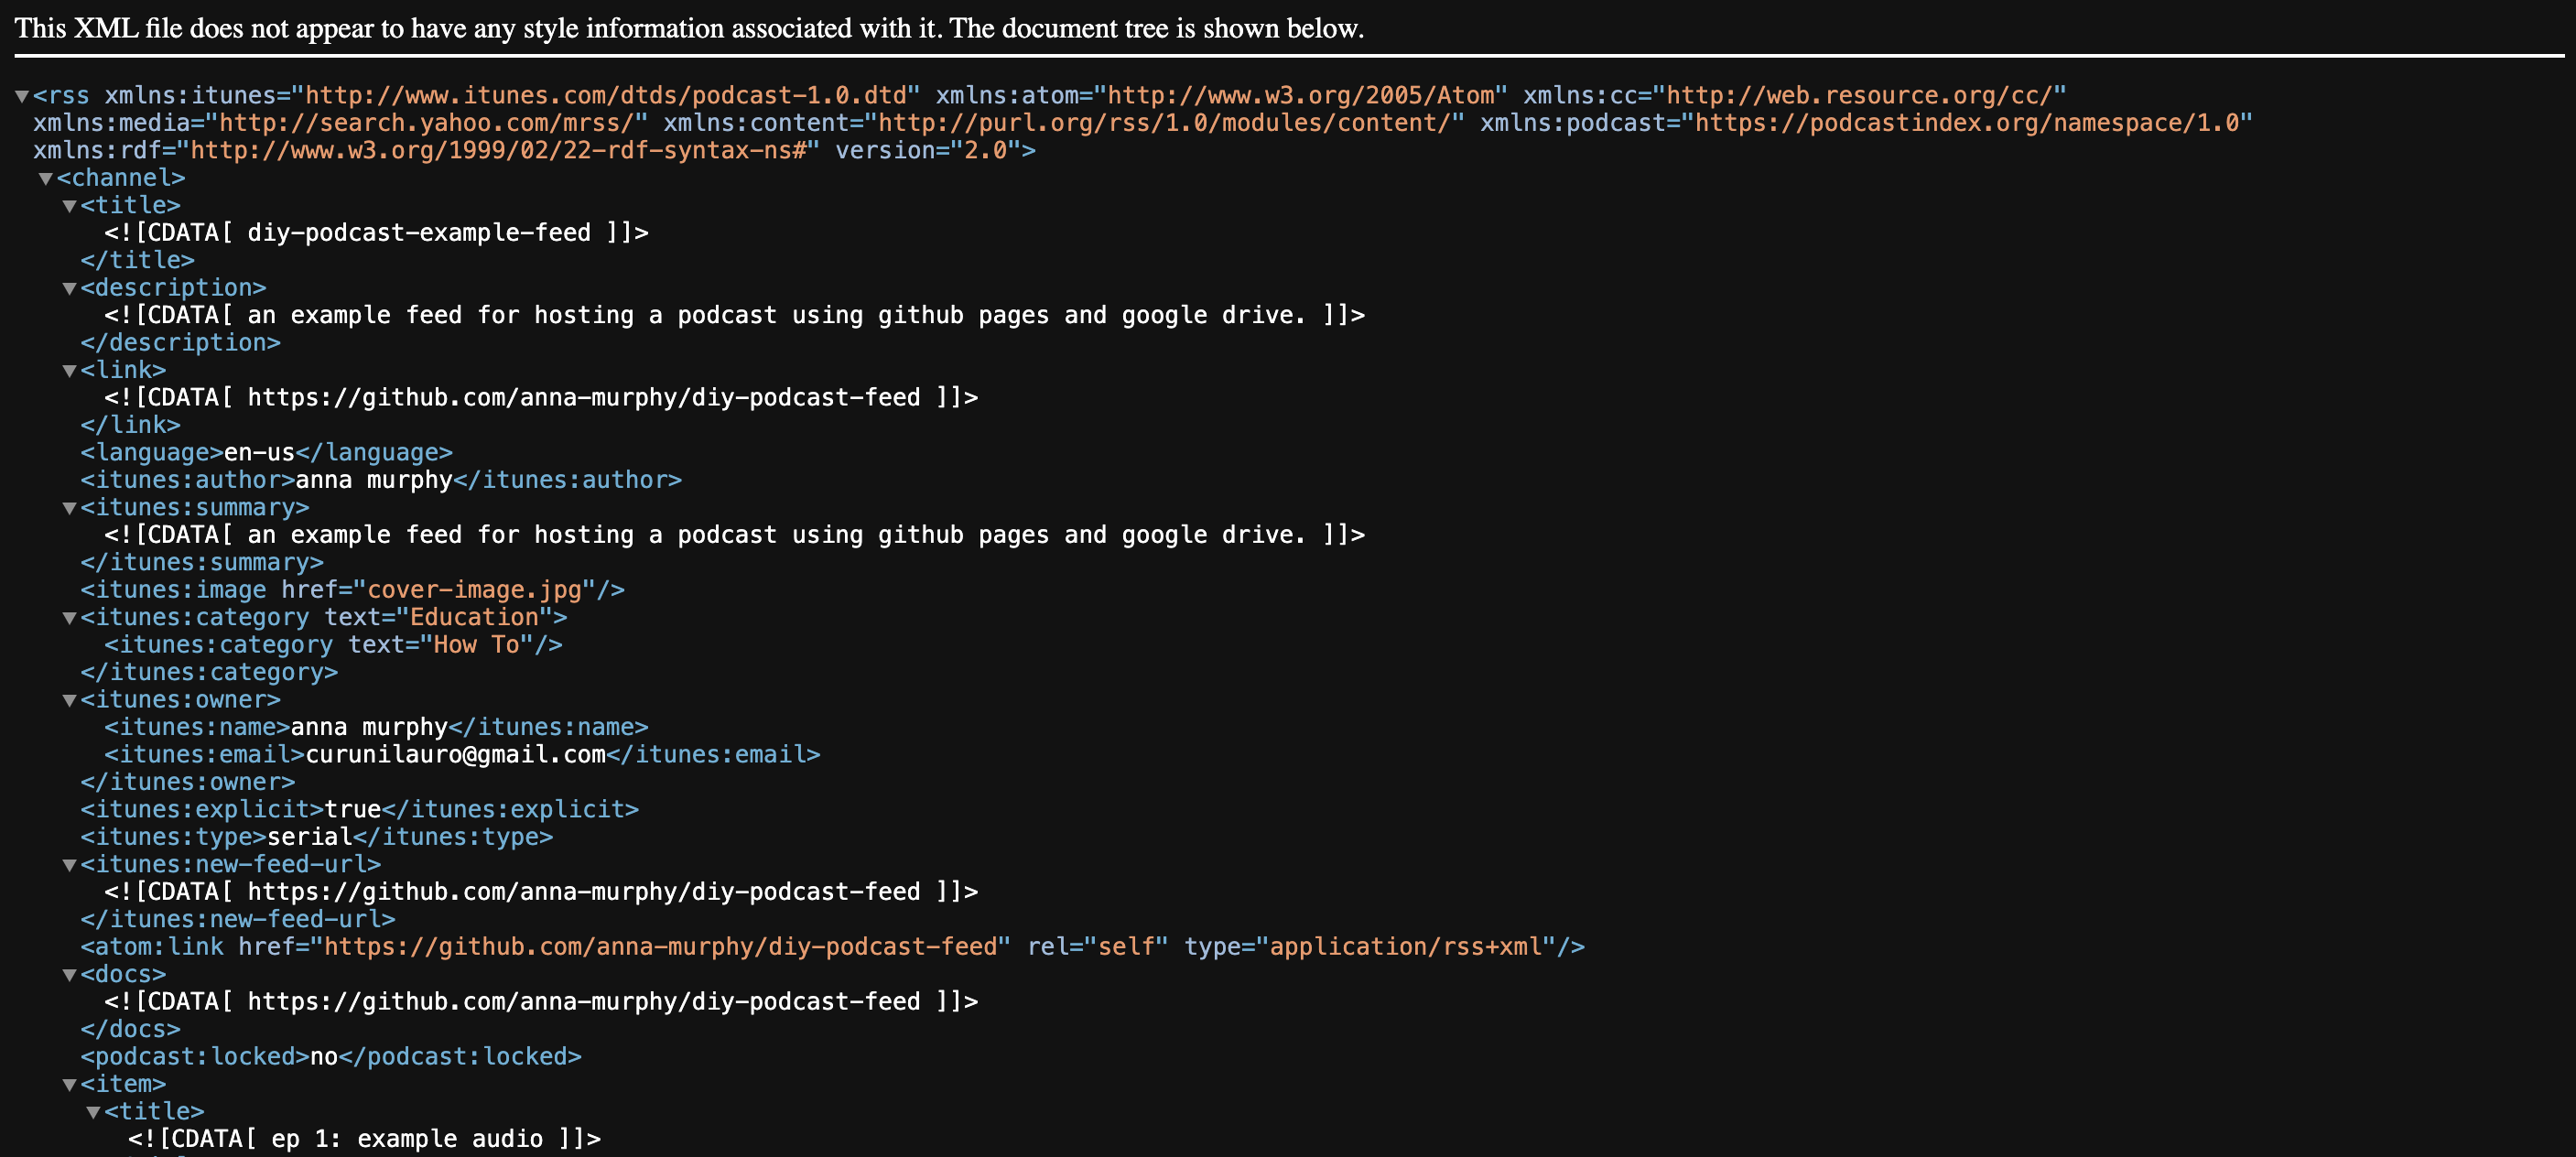 This XML file does not appear to have any style information associated with it. The document tree is shown below.
▼<rss xmlns:itunes="http://www.itunes.com/dtds/podcast-1.0.dtd" xmlns:atom="http://www.w3.org/2005/Atom" xmlns:cc="http://web.resource.org/cc/"
xmlns:media="http://search.yahoo.com/mrss/" xmlns:content="http://purl.org/rss/1.0/modules/content/" xmlns:podcast="https://podcastindex.org/namespace/1.0"
xmlns:rdf="http://www.w3.org/1999/02/22-rdf-syntax-ns#" version="2.0">
▼<channel>
▼<title>
<![CDATA[ diy-podcast-example-feed ]]>
</title>
▼<description>
<![CDATA[ an example feed for hosting a podcast using github pages and google drive. ]]>
</description>
▼<link>
<![CDATA[ https://github.com/anna-murphy/diy-podcast-feed ]]>
</link>
<language>en-us</language>
<itunes:author>anna murphy</itunes:author>
▼<itunes:summary>
<![CDATA[ an example feed for hosting a podcast using github pages and google drive. ]]>
</itunes:summary>
<itunes:image href="cover-image.jpg"/>
▼<itunes:category text="Education">
<itunes:category text="How To"/>
</itunes:category>
▼<itunes:owner>
<itunes:name>anna murphy</itunes:name>
<itunes:email>curunilauro@gmail.com</itunes:email>
</itunes:owner>
<itunes:explicit>true</itunes:explicit>
<itunes:type>serial</itunes:type>
▼<itunes:new-feed-url>
<![CDATA[ https://github.com/anna-murphy/diy-podcast-feed ]]>
</itunes:new-feed-url>
<atom:link href="https://github.com/anna-murphy/diy-podcast-feed" rel="self" type="application/rss+xml"/>
▼<docs>
<![CDATA[ https://github.com/anna-murphy/diy-podcast-feed ]]>
</docs>
<podcast:locked>no</podcast:locked>
▼<item>
▼<title>
<![CDATA[ ep 1: example audio ]]>